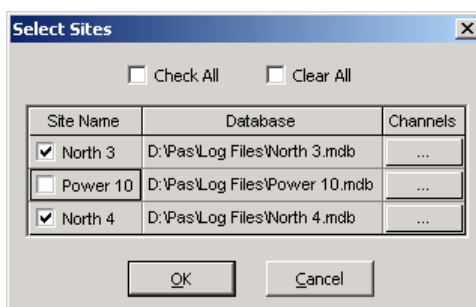 Select Sites
Check All Clear All
Site Name Database Channels
North 3 D:\Pas\Log Files\North 3.mdb ...
Power 10 D:\Pas\Log Files\Power 10.mdb ...
North 4 D:\Pas\Log Files\North 4.mdb ...
OK Cancel